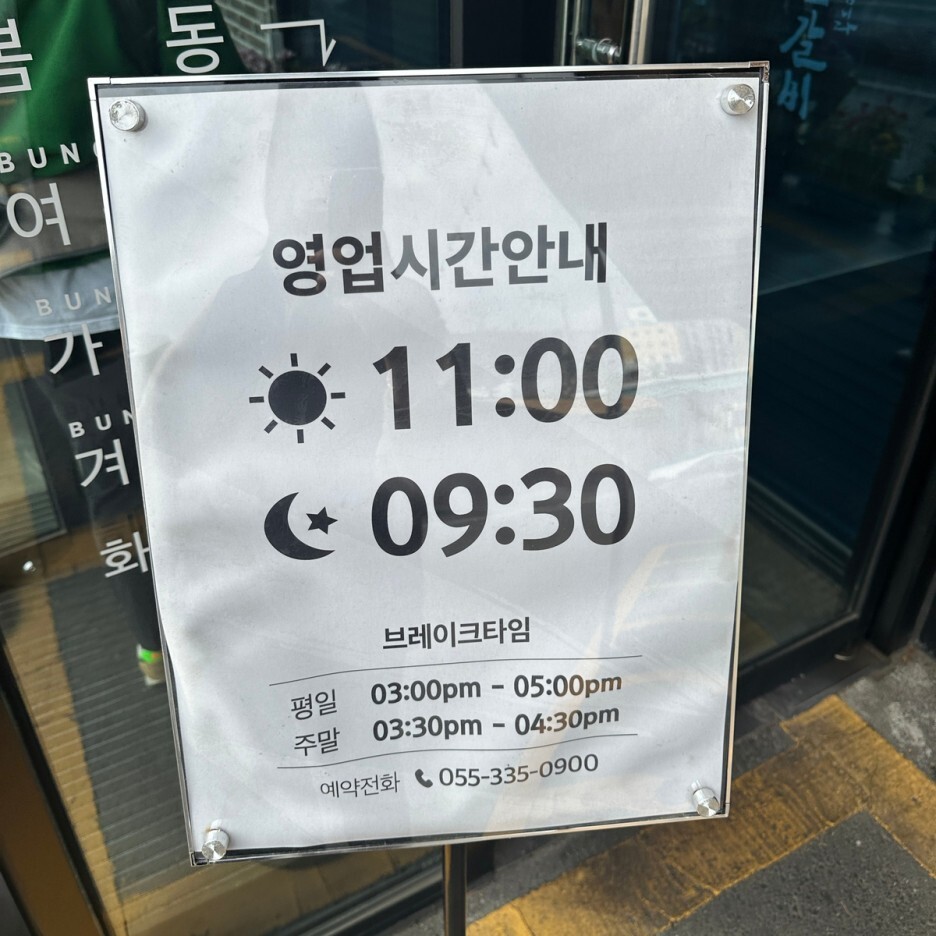 봄 동
BUN
여
BUN
가
BUN
겨
화
갈비
영업시간안내
11:00
09:30
브레이크타임
평일 03:00pm - 05:00pm
주말 03:30pm - 04:30pm
예약전화 055-335-0900